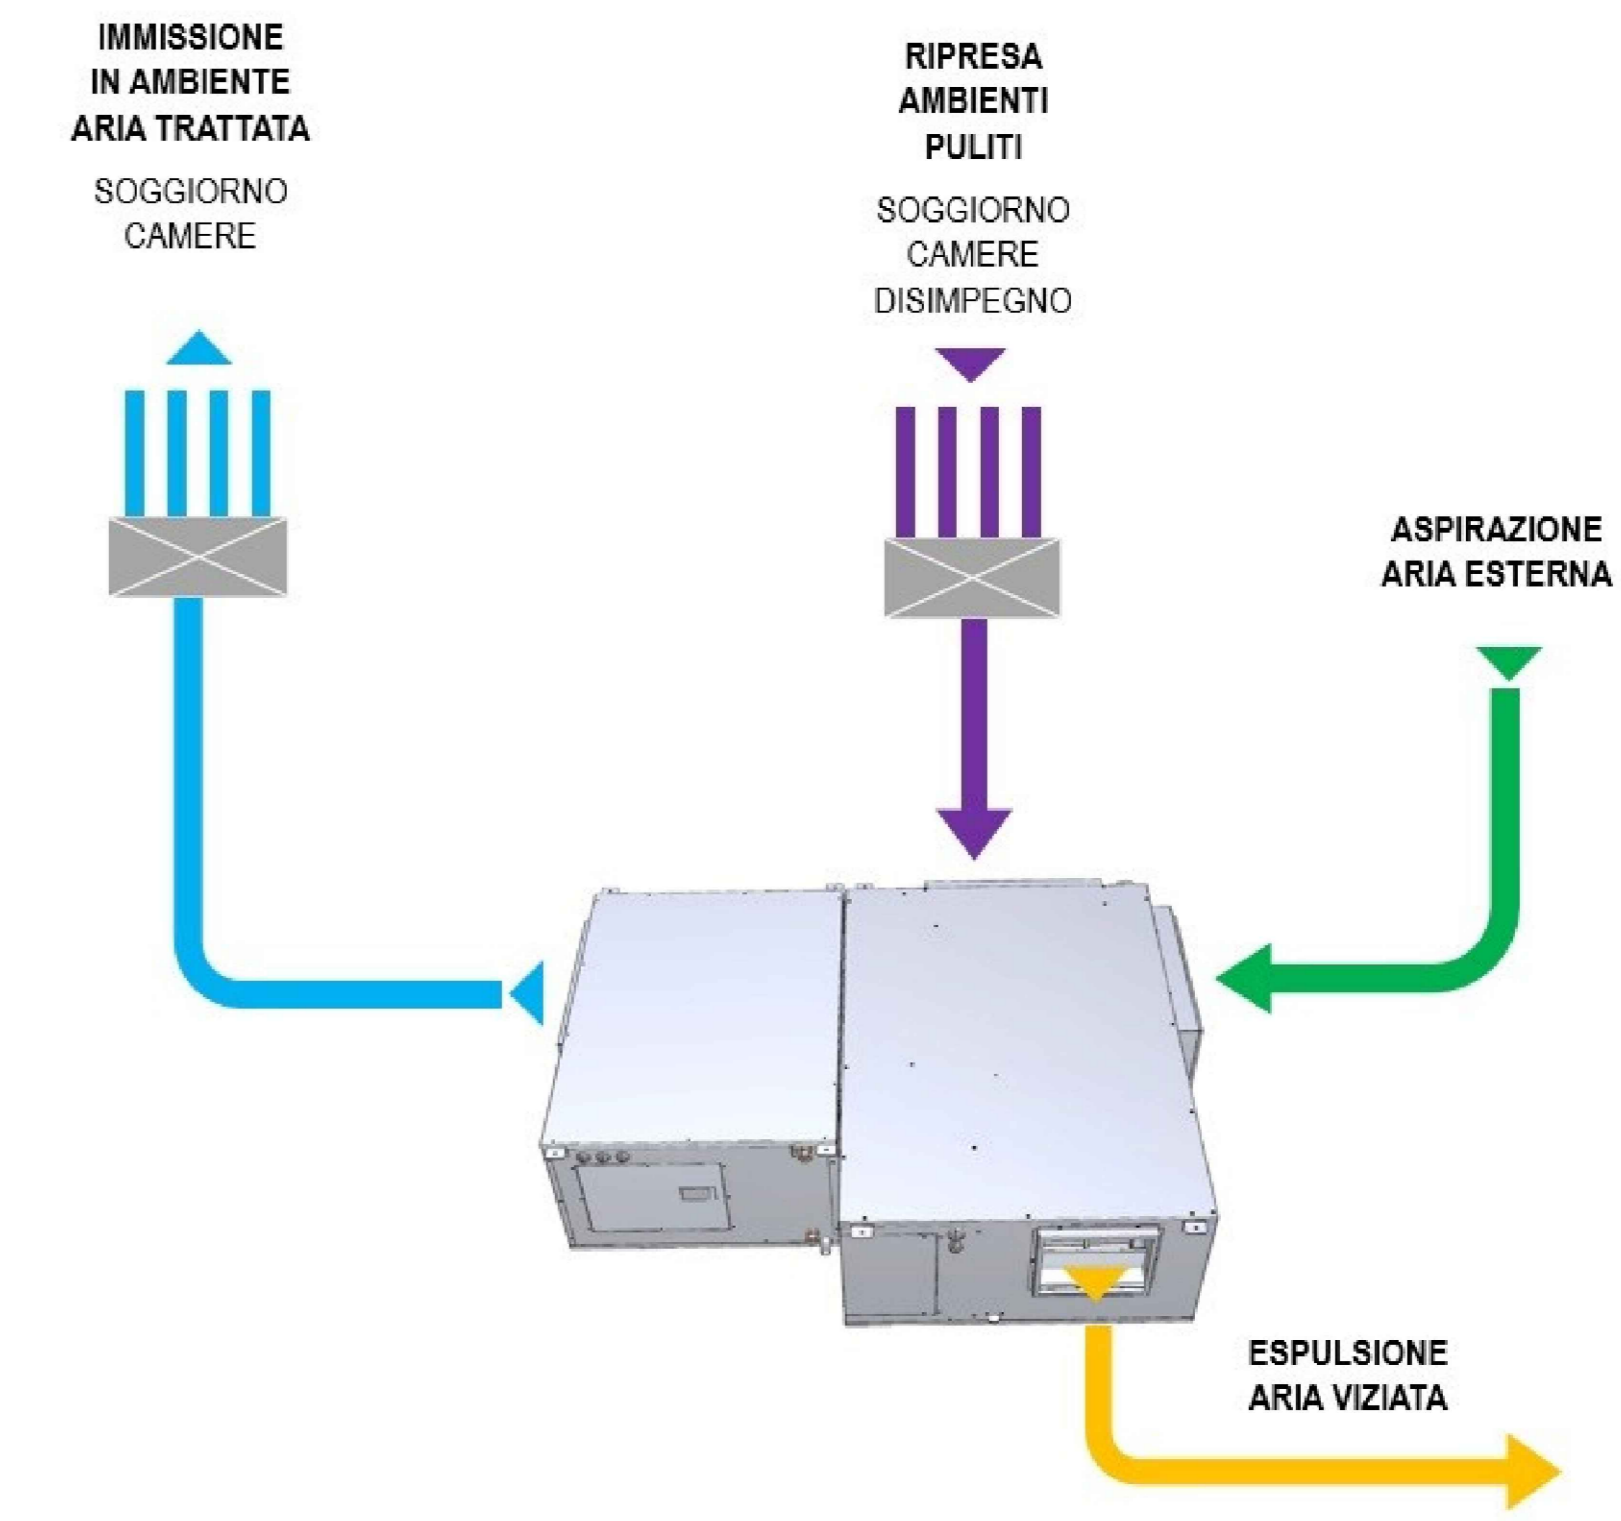 IMMISSIONE
IN AMBIENTE
ARIA TRATTATA
SOGGIORNO
CAMERE
RIPRESA
AMBIENTI
PULITI
SOGGIORNO
CAMERE
DISIMPEGNO
ASPIRAZIONE
ARIA ESTERNA
ESPULSIONE
ARIA VIZIATA